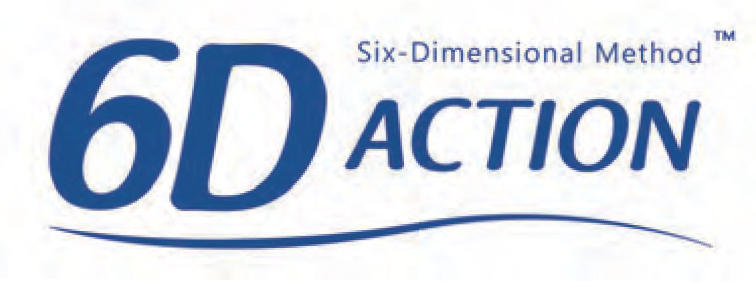 Six-Dimensional Method ™
6D ACTION